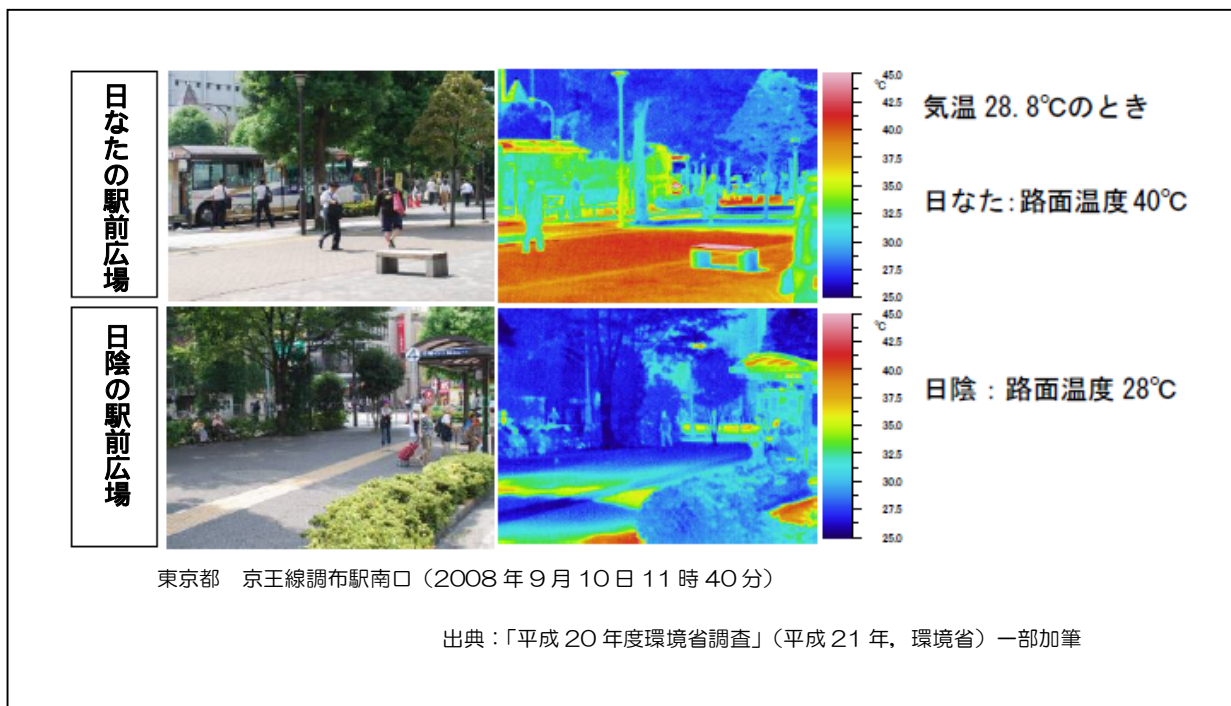 日なたの駅前広場
℃
45.0
42.5
40.0
37.5
35.0
32.5
30.0
27.5
25.0
気温 28.8℃のとき
日なた：路面温度 40℃
日陰の駅前広場
℃
45.0
42.5
40.0
37.5
35.0
32.5
30.0
27.5
25.0
日陰：路面温度 28℃
東京都　京王線調布駅南口（2008 年 9 月 10 日 11 時 40 分）
出典：「平成 20 年度環境省調査」（平成 21 年，環境省）一部加筆